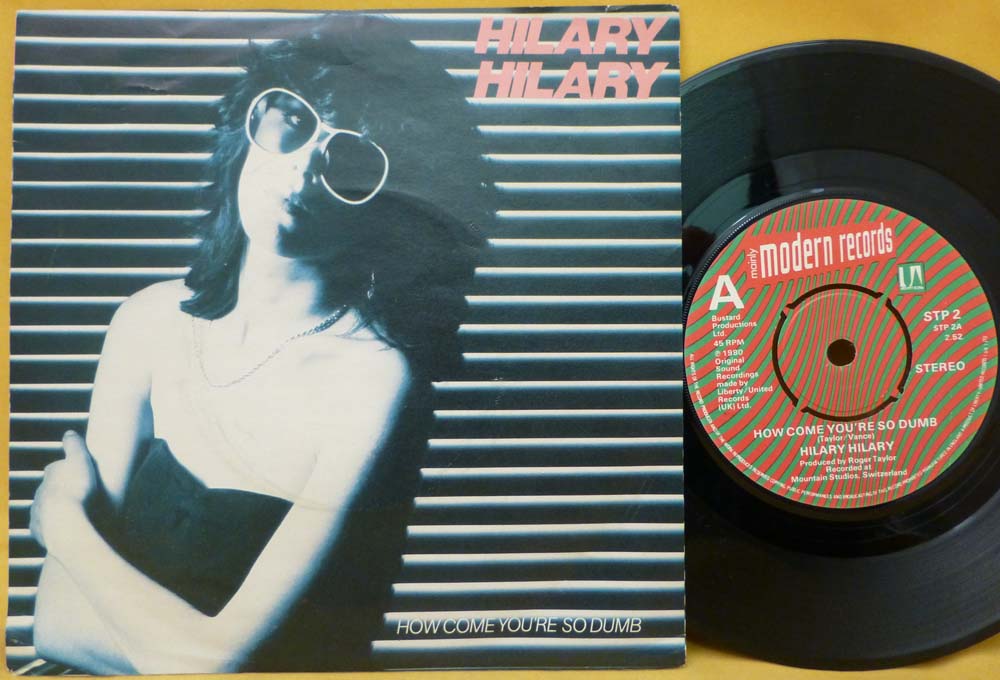 HILARY
HILARY
HOW COME YOU'RE SO DUMB
mainly modern records
A
UA
Bustard
Productions
Ltd.
45 RPM
℗ 1980
Original
Sound
Recordings
made by
Liberty/United
Records
(UK) Ltd.
STP 2
STP 2A
2.52
STEREO
HOW COME YOU'RE SO DUMB
(Taylor/Vance)
HILARY HILARY
Produced by Roger Taylor
Recorded at
Mountain Studios, Switzerland